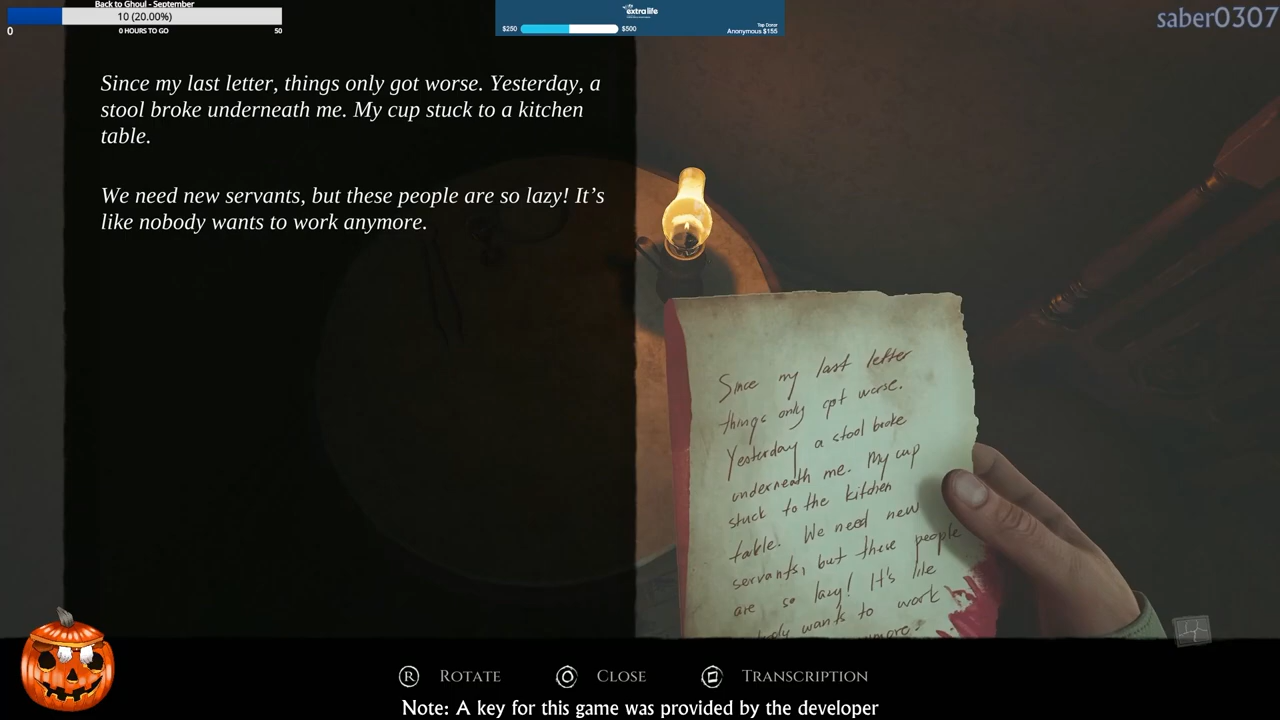 Back to Ghoul - September
10 (20.00%)
0
0 HOURS TO GO
50
extralife
$250
$500
Top Donor
Anonymous $155
saber0307
Since my last letter, things only got worse. Yesterday, a
stool broke underneath me. My cup stuck to a kitchen
table.
We need new servants, but these people are so lazy! It's
like nobody wants to work anymore.
Since my last letter
things only got worse.
Yesterday a stool broke
underneath me. My cup
stuck to the kitchen
table. We need new
servants, but these people
are so lazy! It's like
wants to work
R ROTATE
CLOSE
TRANSCRIPTION
Note: A key for this game was provided by the developer